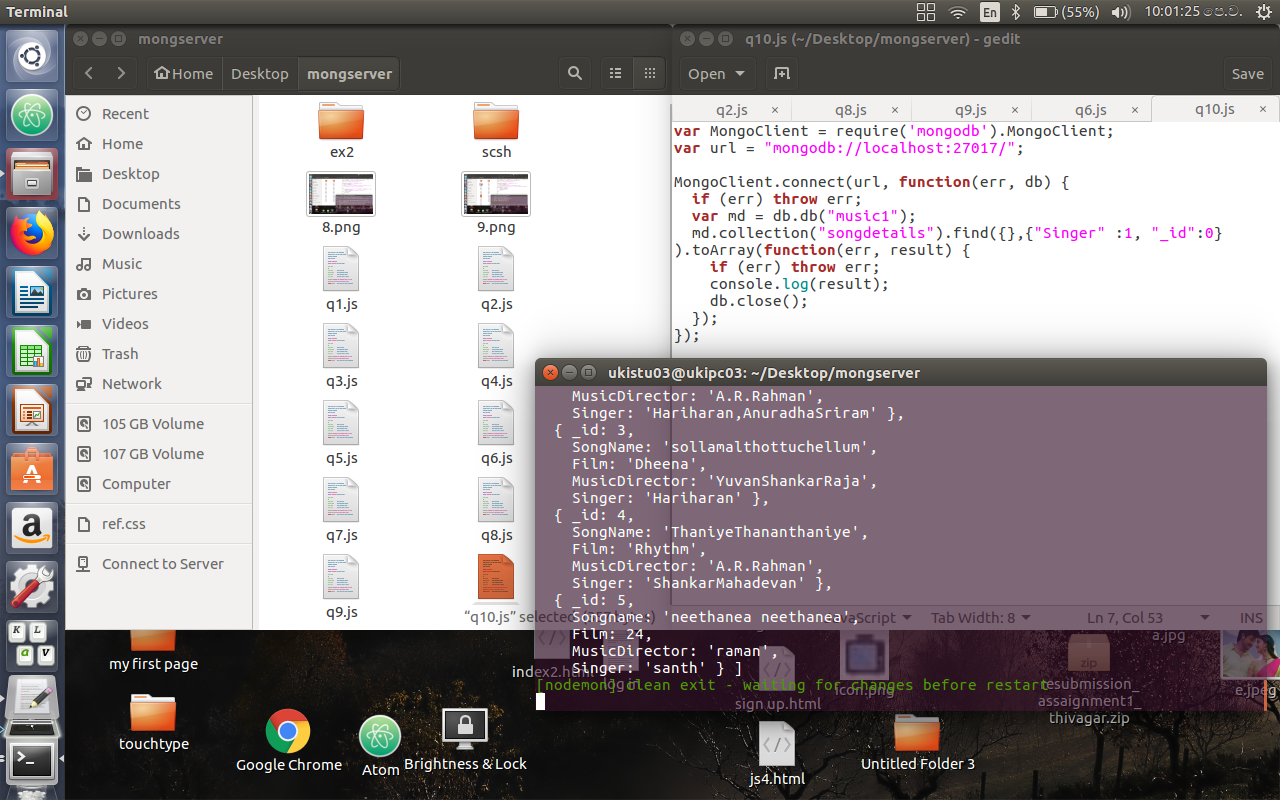 Terminal
En
(55%)
10:01:25 පෙ.ව.
mongserver
Home
Desktop
mongserver
Recent
Home
Desktop
Documents
Downloads
Music
Pictures
Videos
Trash
Network
105 GB Volume
107 GB Volume
Computer
ref.css
Connect to Server
ex2
scsh
8.png
9.png
q1.js
q2.js
q3.js
q4.js
q5.js
q6.js
q7.js
q8.js
q9.js
"q10.js" selected
q10.js (~/Desktop/mongserver) - gedit
Open
Save
q2.js
q8.js
q9.js
q6.js
q10.js
var MongoClient = require('mongodb').MongoClient;
var url = "mongodb://localhost:27017/";
MongoClient.connect(url, function(err, db) {
if (err) throw err;
var md = db.db("music1");
md.collection("songdetails").find({},{"Singer" :1, "_id":0}
).toArray(function(err, result) {
if (err) throw err;
console.log(result);
db.close();
});
});
ukistu03@ukipc03: ~/Desktop/mongserver
MusicDirector: 'A.R.Rahman',
Singer: 'Hariharan,AnuradhaSriram' },
{ _id: 3,
SongName: 'sollamalthottuchellum',
Film: 'Dheena',
MusicDirector: 'YuvanShankarRaja',
Singer: 'Hariharan' },
{ _id: 4,
SongName: 'ThaniyeThananthaniye',
Film: 'Rhythm',
MusicDirector: 'A.R.Rahman',
Singer: 'ShankarMahadevan' },
{ _id: 5,
SongName: 'neethanea neethanea',
Film: 24,
MusicDirector: 'raman',
Singer: 'santh' } ]
[nodemon] clean exit - waiting for changes before restart
Tab Width: 8
Ln 7, Col 53
INS
K L
a v
my first page
touchtype
Google Chrome
Atom
Brightness & Lock
index2.html
login
sign up.html
icon.png
a.jpg
zip
resubmission_
assaignment1_
thivagar.zip
e.jpeg
js4.html
Untitled Folder 3